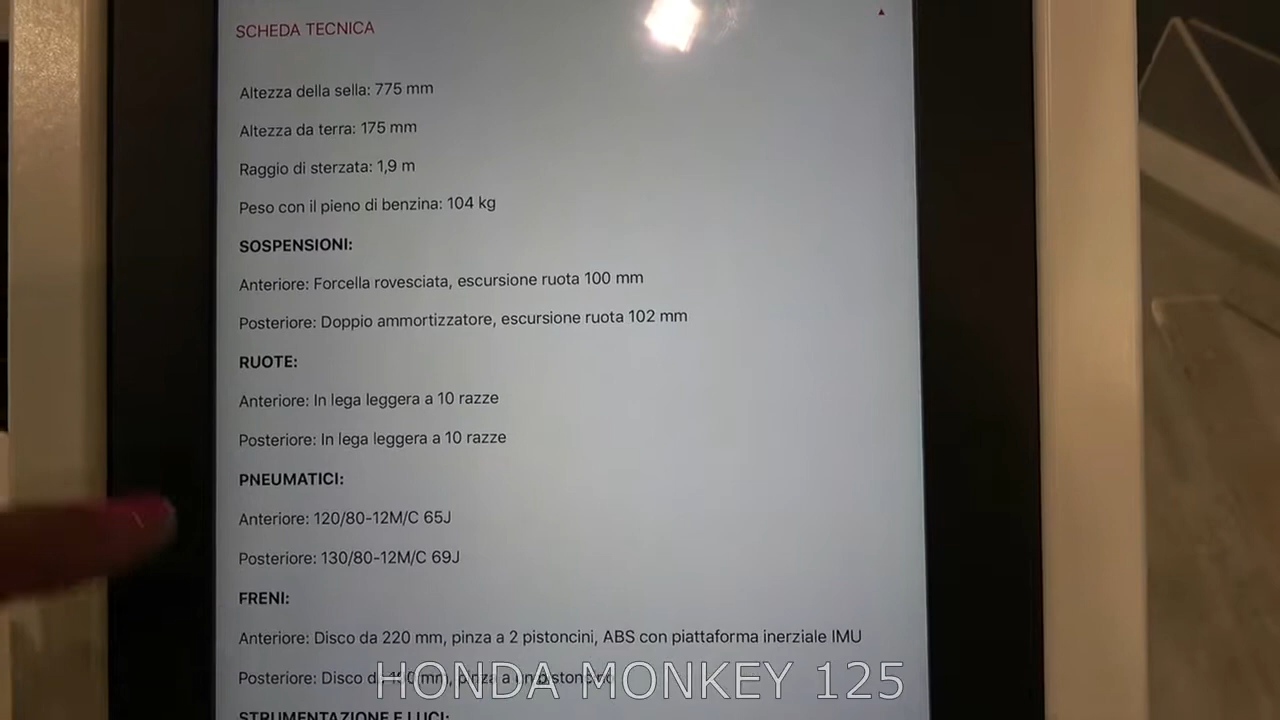 SCHEDA TECNICA
Altezza della sella: 775 mm
Altezza da terra: 175 mm
Raggio di sterzata: 1,9 m
Peso con il pieno di benzina: 104 kg
SOSPENSIONI:
Anteriore: Forcella rovesciata, escursione ruota 100 mm
Posteriore: Doppio ammortizzatore, escursione ruota 102 mm
RUOTE:
Anteriore: In lega leggera a 10 razze
Posteriore: In lega leggera a 10 razze
PNEUMATICI:
Anteriore: 120/80-12M/C 65J
Posteriore: 130/80-12M/C 69J
FRENI:
Anteriore: Disco da 220 mm, pinza a 2 pistoncini, ABS con piattaforma inerziale IMU
Posteriore: Disco mm, pinza a
HONDA MONKEY 125
STRUMENTAZIONE E LUCI: